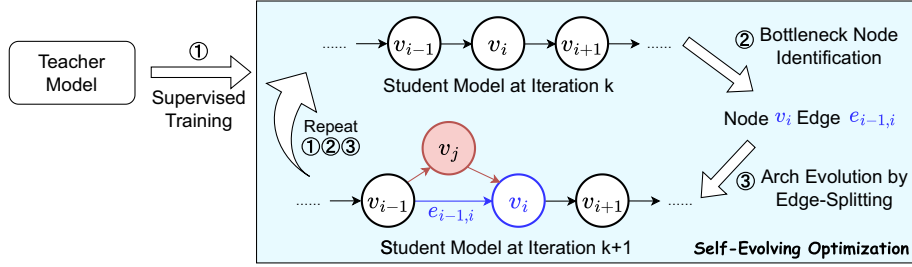 Teacher
Model
①
Supervised
Training
...... v_{i-1} v_i v_{i+1} ......
Student Model at Iteration k
② Bottleneck Node
Identification
Node v_i Edge e_{i-1,i}
③ Arch Evolution by
Edge-Splitting
Repeat
①②③
v_j
...... v_{i-1} e_{i-1,i} v_i v_{i+1} ......
Student Model at Iteration k+1
Self-Evolving Optimization